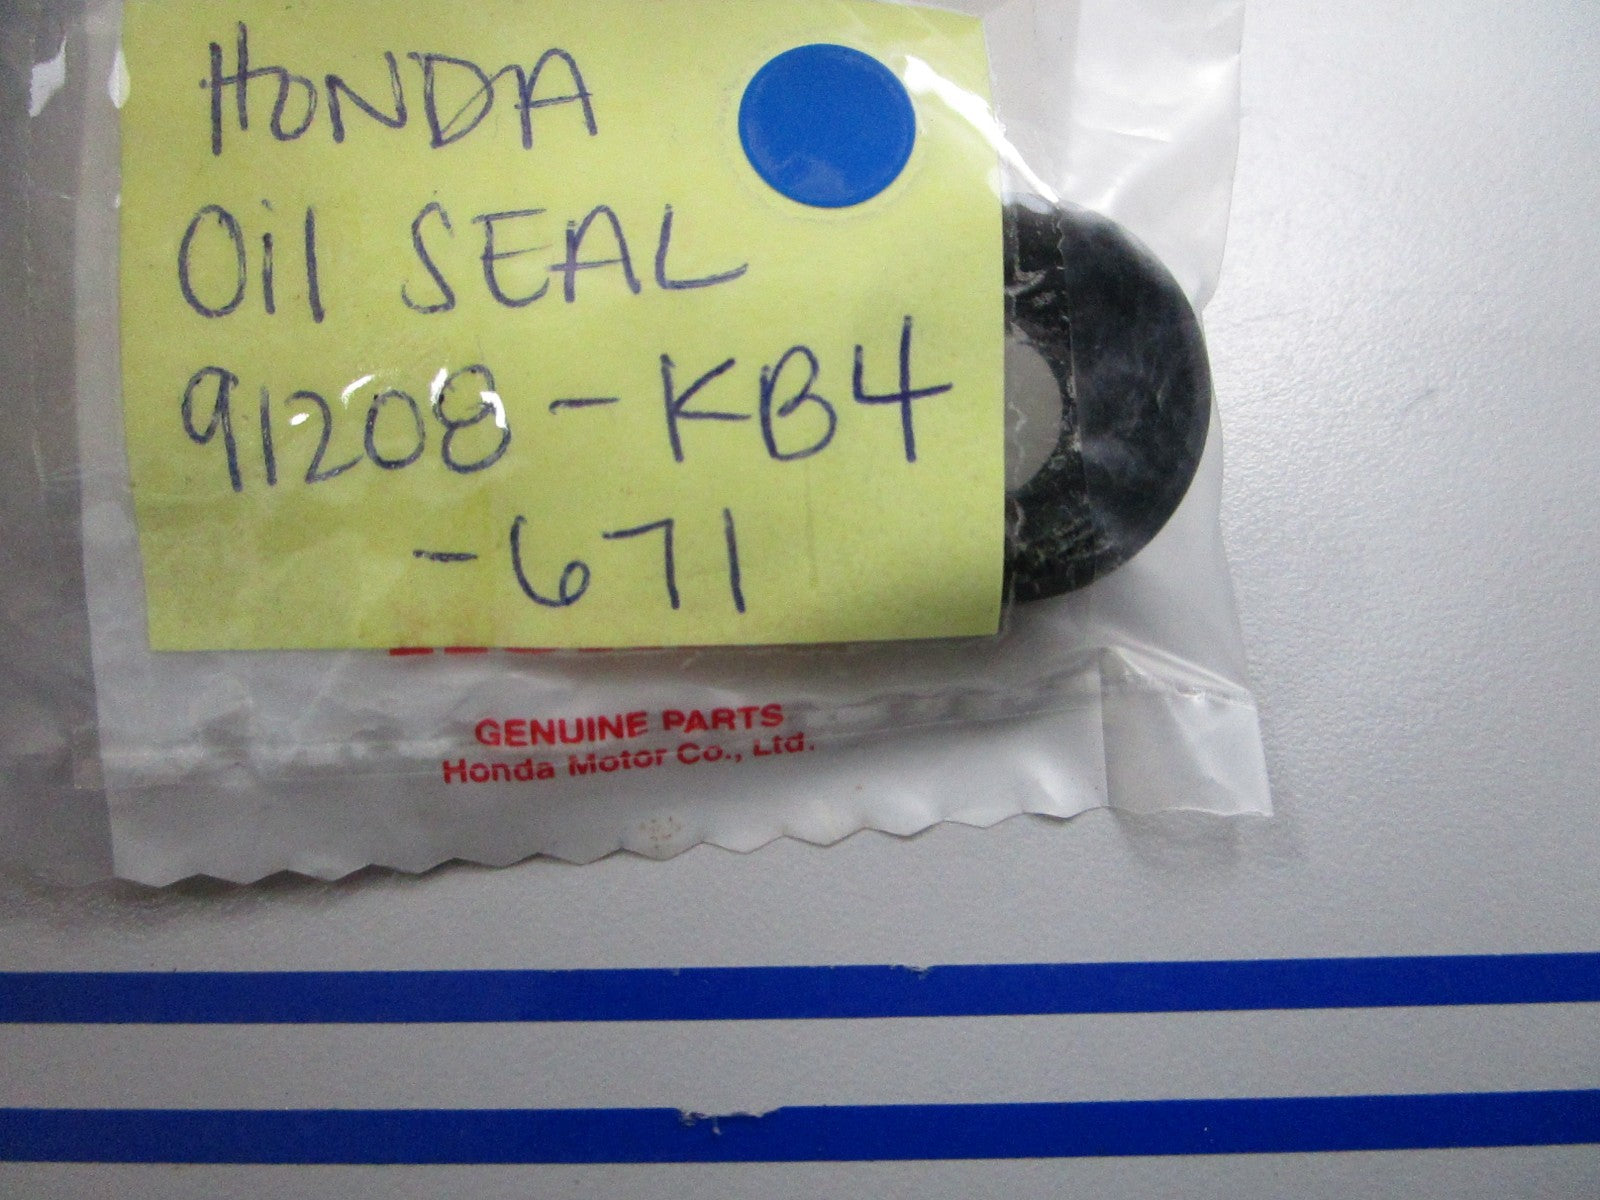 HONDA
Oil SEAL
91208-KB4
-671
GENUINE PARTS
Honda Motor Co., Ltd.